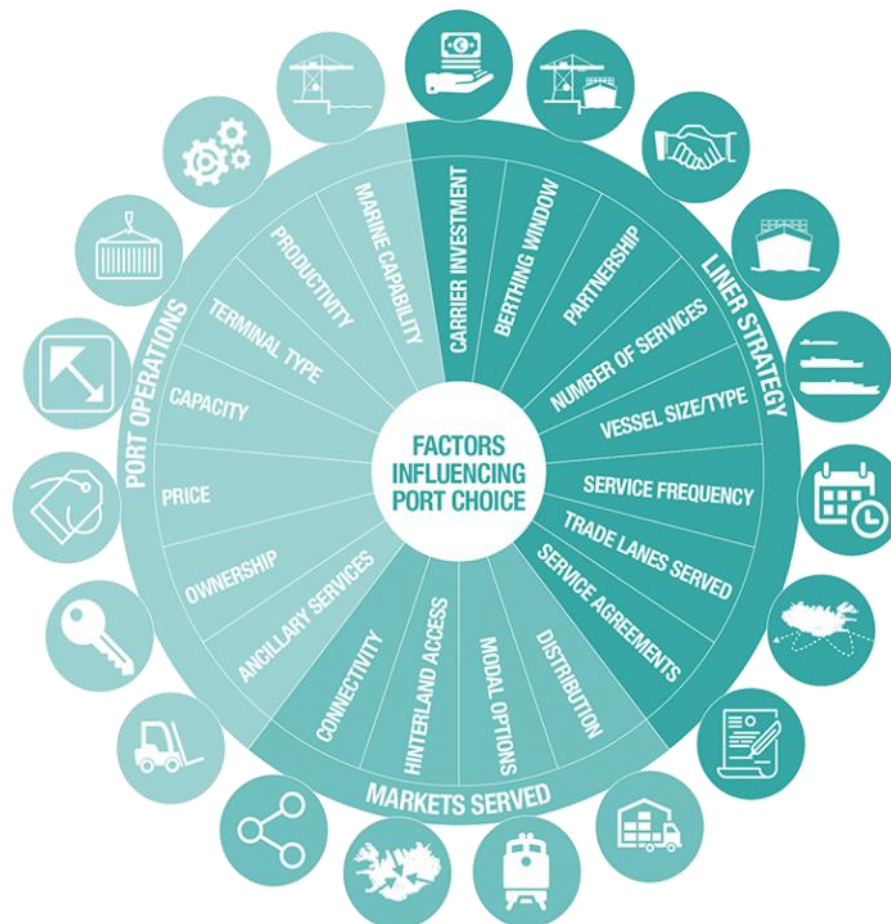 FACTORS
INFLUENCING
PORT CHOICE
LINER STRATEGY
CARRIER INVESTMENT
BERTHING WINDOW
PARTNERSHIP
NUMBER OF SERVICES
VESSEL SIZE/TYPE
SERVICE FREQUENCY
TRADE LANES SERVED
SERVICE AGREEMENTS
MARKETS SERVED
DISTRIBUTION
MODAL OPTIONS
HINTERLAND ACCESS
CONNECTIVITY
PORT OPERATIONS
ANCILLARY SERVICES
OWNERSHIP
PRICE
CAPACITY
TERMINAL TYPE
PRODUCTIVITY
MARINE CAPABILITY
€